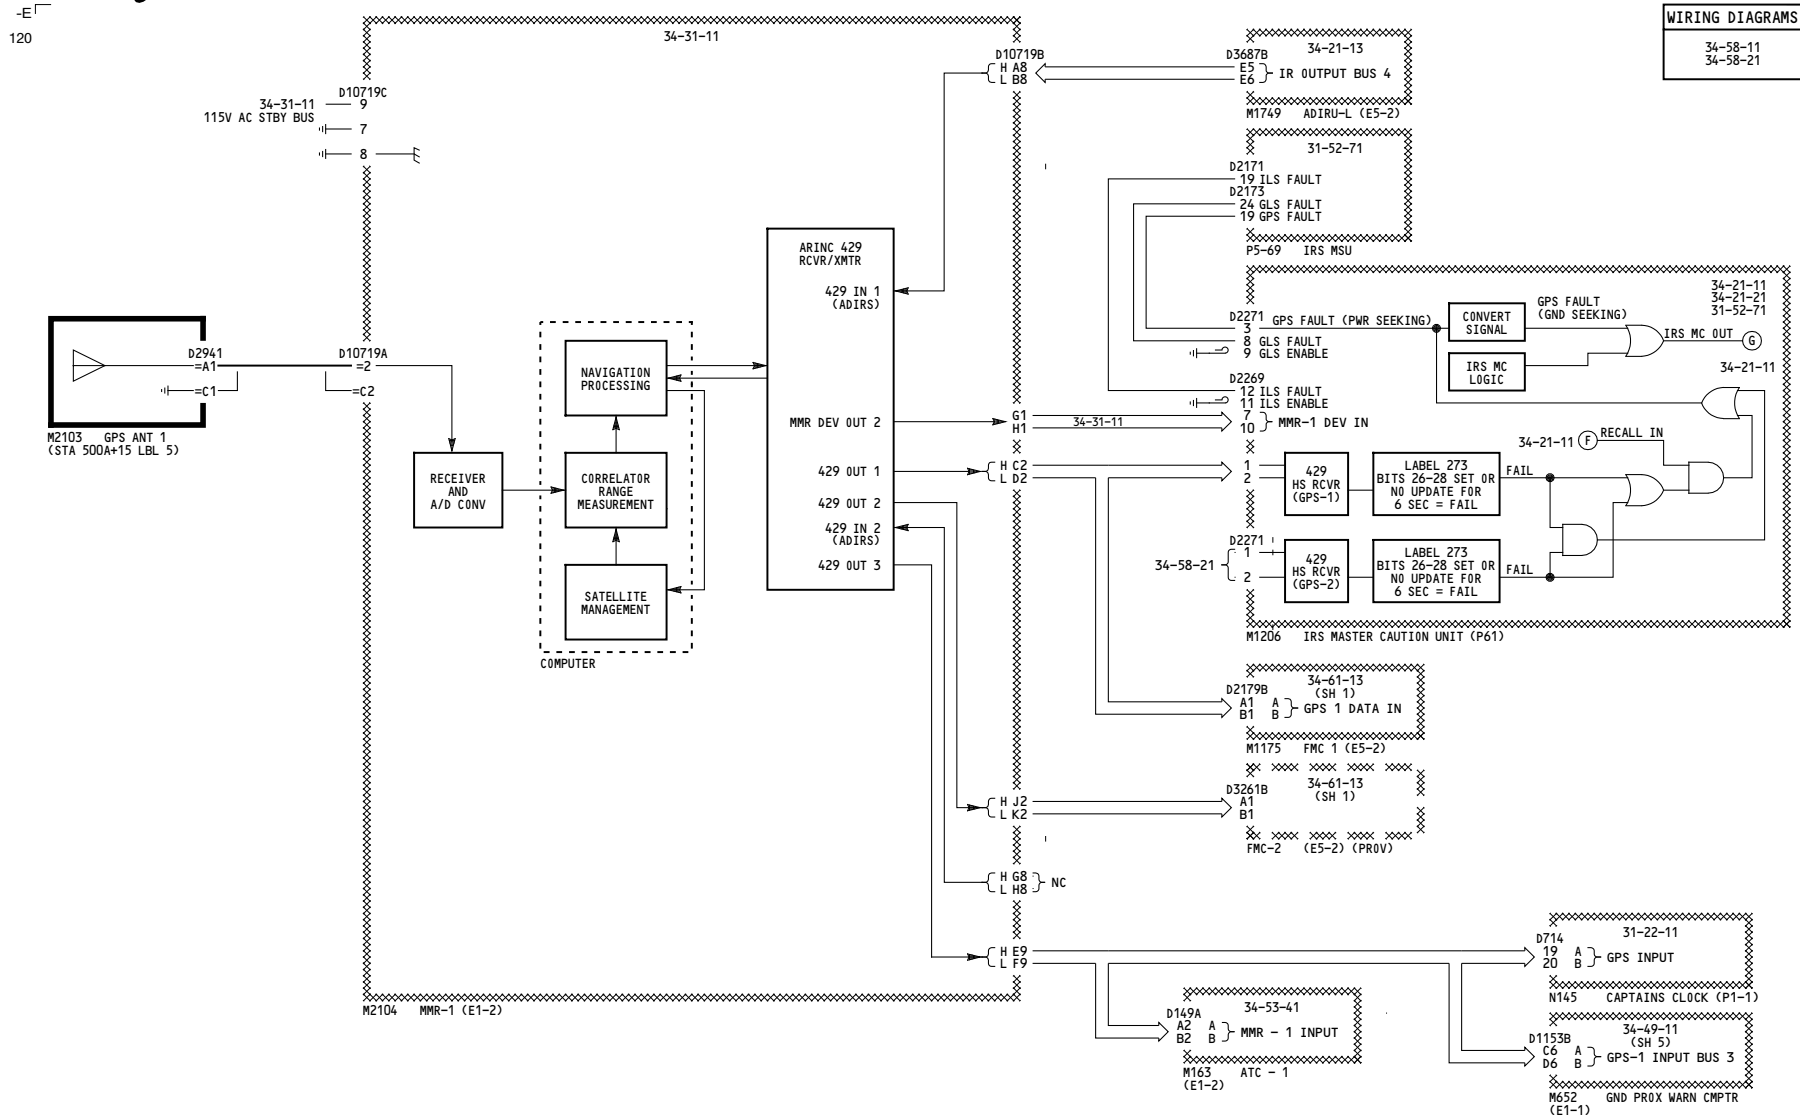 -E
120
WIRING DIAGRAMS
34-58-11
34-58-21
34-31-11
D10719C
34-31-11
115V AC STBY BUS
9
7
8
D2941
=A1
=C1
D10719A
=2
=C2
M2103 GPS ANT 1
(STA 500A+15 LBL 5)
RECEIVER
AND
A/D CONV
NAVIGATION
PROCESSING
CORRELATOR
RANGE
MEASUREMENT
SATELLITE
MANAGEMENT
COMPUTER
ARINC 429
RCVR/XMTR
429 IN 1
(ADIRS)
MMR DEV OUT 2
429 OUT 1
429 OUT 2
429 IN 2
(ADIRS)
429 OUT 3
M2104 MMR-1 (E1-2)
D10719B
H A8
L B8
G1
H1
34-31-11
H C2
L D2
H J2
L K2
H G8
L H8
NC
H E9
L F9
D3687B
34-21-13
E5
E6
IR OUTPUT BUS 4
M1749 ADIRU-L (E5-2)
31-52-71
D2171
19 ILS FAULT
D2173
24 GLS FAULT
19 GPS FAULT
P5-69 IRS MSU
34-21-11
34-21-21
31-52-71
D2271
3 GPS FAULT (PWR SEEKING)
8 GLS FAULT
9 GLS ENABLE
CONVERT
SIGNAL
GPS FAULT
(GND SEEKING)
IRS MC
LOGIC
IRS MC OUT
G
34-21-11
D2269
12 ILS FAULT
11 ILS ENABLE
7
10
MMR-1 DEV IN
34-21-11 F RECALL IN
1
2
429
HS RCVR
(GPS-1)
LABEL 273
BITS 26-28 SET OR
NO UPDATE FOR
6 SEC = FAIL
FAIL
D2271
34-58-21
1
2
429
HS RCVR
(GPS-2)
LABEL 273
BITS 26-28 SET OR
NO UPDATE FOR
6 SEC = FAIL
FAIL
M1206 IRS MASTER CAUTION UNIT (P61)
34-61-13
(SH 1)
D2179B
A1 A
B1 B
GPS 1 DATA IN
M1175 FMC 1 (E5-2)
34-61-13
(SH 1)
D3261B
A1
B1
FMC-2 (E5-2) (PROV)
31-22-11
D714
19 A
20 B
GPS INPUT
N145 CAPTAINS CLOCK (P1-1)
34-53-41
D149A
A2 A
B2 B
MMR - 1 INPUT
M163 ATC - 1
(E1-2)
34-49-11
(SH 5)
D1153B
C6 A
D6 B
GPS-1 INPUT BUS 3
M652 GND PROX WARN CMPTR
(E1-1)